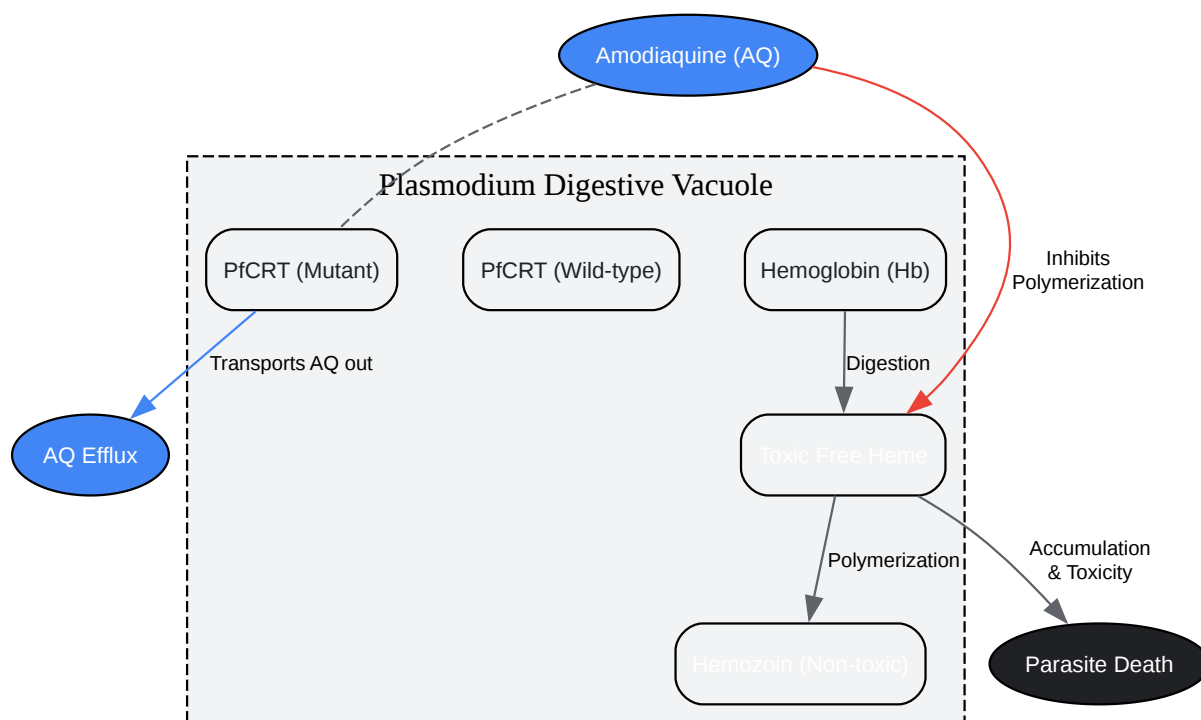 Amodiaquine (AQ)
Plasmodium Digestive Vacuole
PfCRT (Mutant)
PfCRT (Wild-type)
Hemoglobin (Hb)
Inhibits
Polymerization
Transports AQ out
Digestion
AQ Efflux
Toxic Free Heme
Polymerization
Accumulation
& Toxicity
Hemozoin (Non-toxic)
Parasite Death